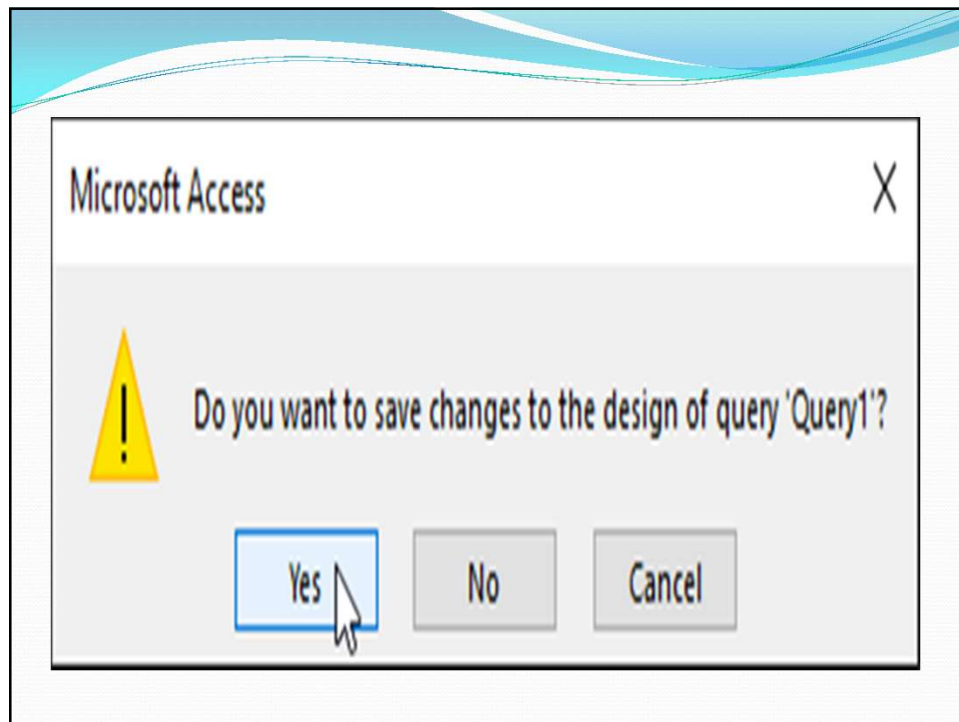 Microsoft Access
X
!
Do you want to save changes to the design of query 'Query1'?
Yes No Cancel